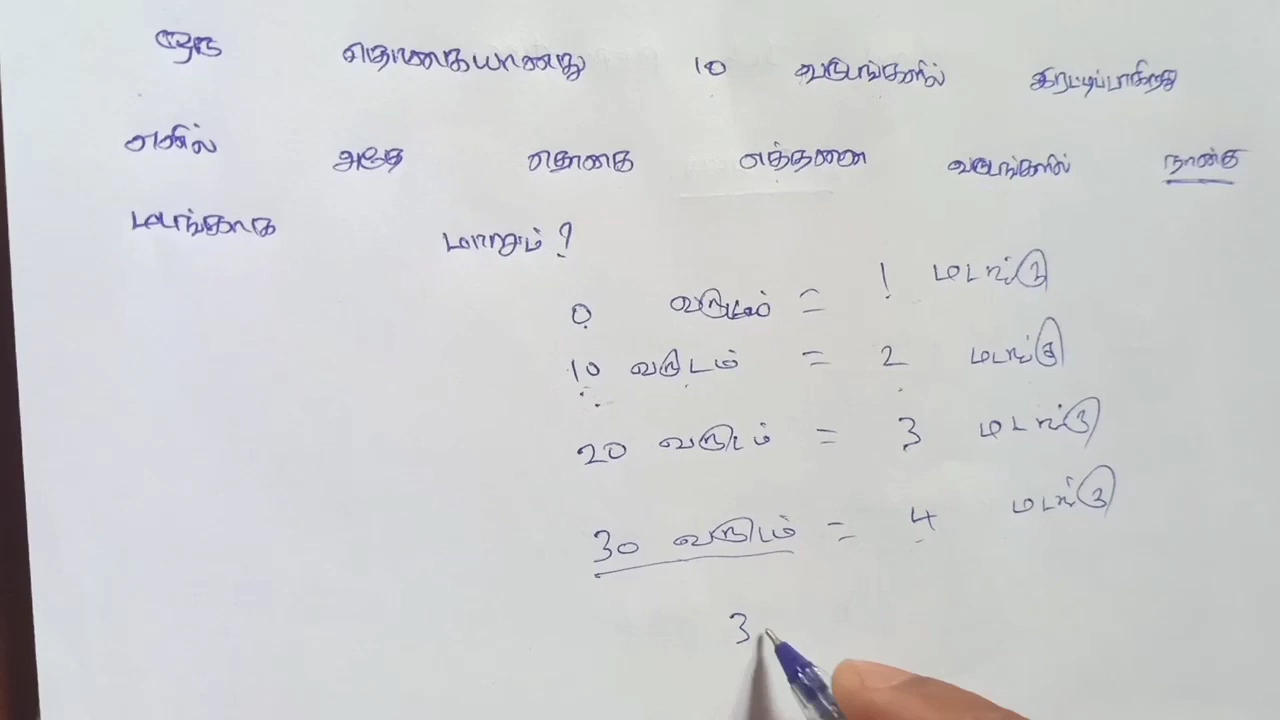 ஒரு தொகையானது 10 வருடங்களில் இரட்டிப்பாகிறது
எனில் அதே தொகை எத்தனை வருடங்களில் நான்கு
மடங்காக மாறும்?
0 வருடம் = 1 மடங்கு
10 வருடம் = 2 மடங்கு
20 வருடம் = 3 மடங்கு
30 வருடம் = 4 மடங்கு
3